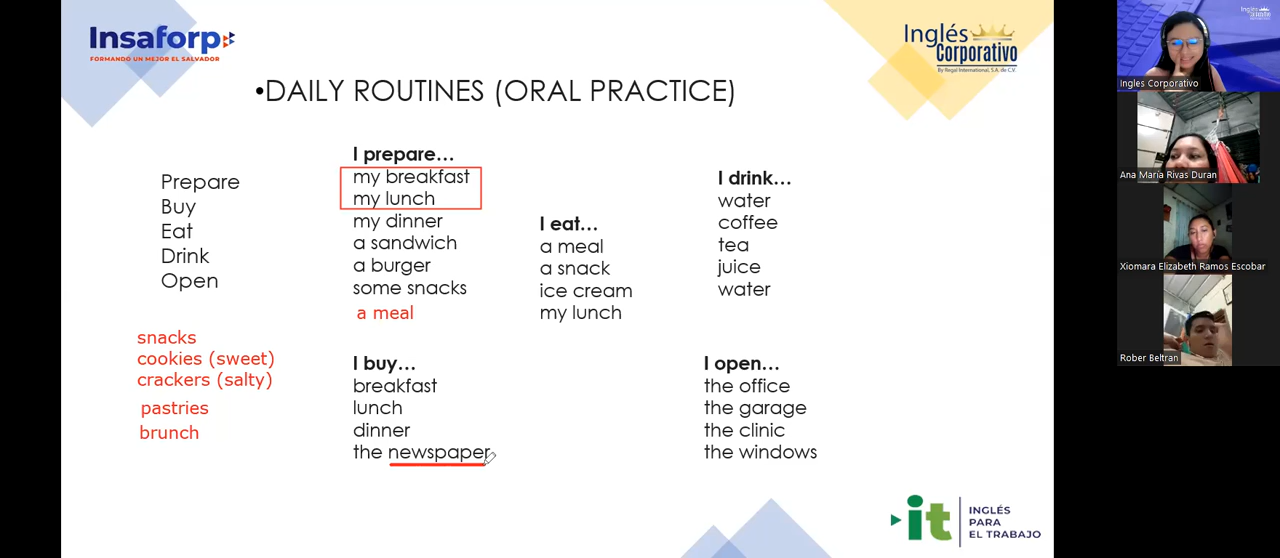 Insaforp
FORMANDO UN MEJOR EL SALVADOR
Inglés
Corporativo
By Regal International, S.A. de C.V.
•DAILY ROUTINES (ORAL PRACTICE)
Prepare
Buy
Eat
Drink
Open
snacks
cookies (sweet)
crackers (salty)
pastries
brunch
I prepare...
my breakfast
my lunch
my dinner
a sandwich
a burger
some snacks
a meal
I buy...
breakfast
lunch
dinner
the newspaper
I eat...
a meal
a snack
ice cream
my lunch
I drink...
water
coffee
tea
juice
water
I open...
the office
the garage
the clinic
the windows
it
INGLÉS
PARA
EL TRABAJO
Ingles Corporativo
Ana María Rivas Duran
Xiomara Elizabeth Ramos Escobar
Rober Beltran